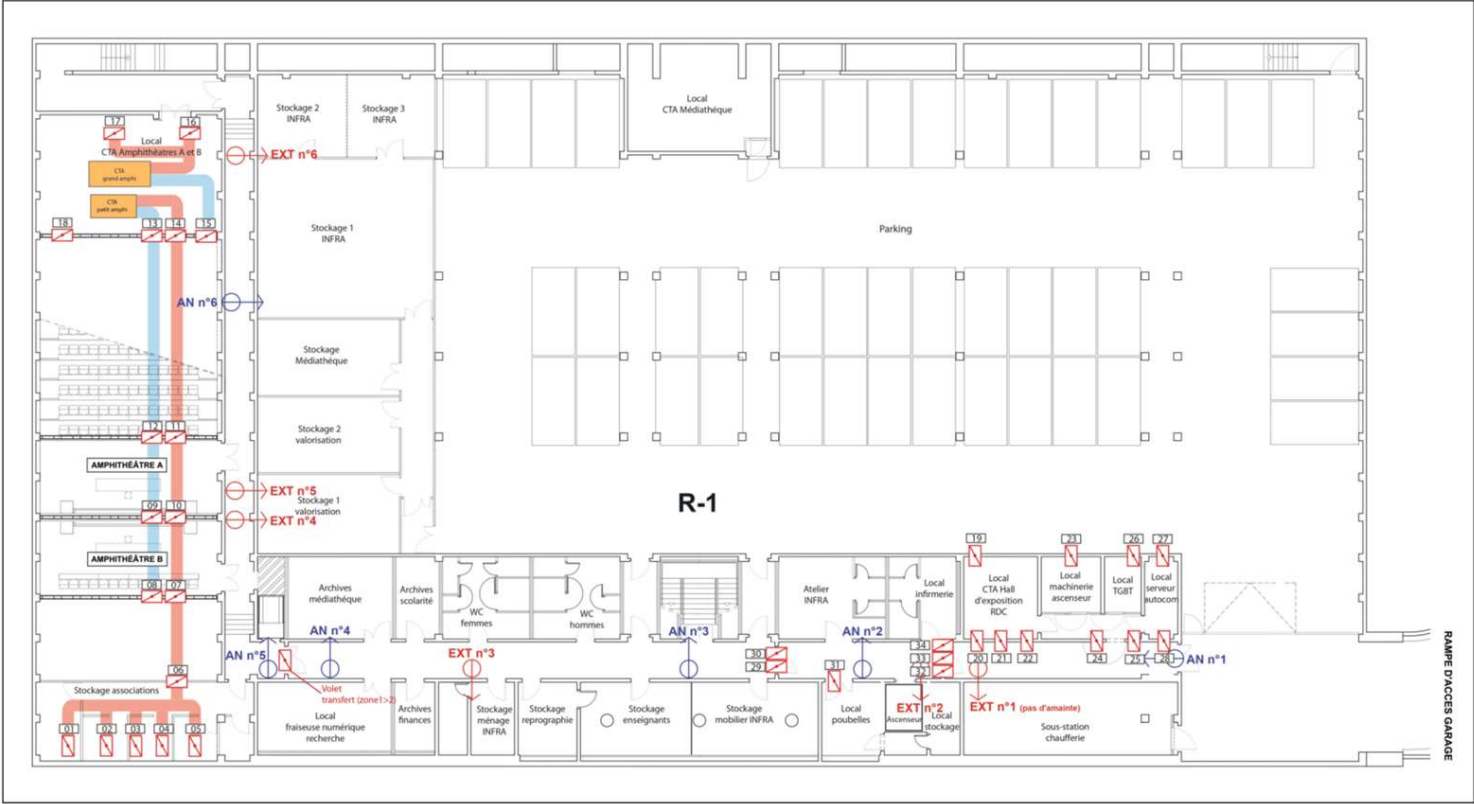 17
16
Local
CTA Amphithéatres A et B
CTA
grand amphi
CTA
petit amphi
18
13
14
15
Stockage 2
INFRA
Stockage 3
INFRA
EXT n°6
Local
CTA Médiathéque
Stockage 1
INFRA
Parking
AN n°6
Stockage
Médiathéque
Stockage 2
valorisation
12
11
AMPHITHÉÂTRE A
EXT n°5
Stockage 1
valorisation
EXT n°4
09
10
R-1
AMPHITHÉÂTRE B
08
07
19
23
26
27
Archives
médiathéque
Archives
scolarité
WC
femmes
WC
hommes
Atelier
INFRA
Local
infirmerie
Local
CTA Hall
d'exposition
RDC
Local
machinerie
ascenseur
Local
TGBT
Local
serveur
autocom
AN n°5
AN n°4
EXT n°3
AN n°3
AN n°2
30
29
31
34
33
32
20
21
22
24
25
28
AN n°1
06
Volet
transfert (zone1>2)
Stockage associations
01
02
03
04
05
Local
fraiseuse numérique
recherche
Archives
finances
Stockage
ménage
INFRA
Stockage
reprographie
Stockage
enseignants
Stockage
mobilier INFRA
Local
poubelles
EXT n°2
Ascenseur
Local
stockage
EXT n°1 (pas d'amainte)
Sous-station
chaufferie
RAMPE D'ACCES GARAGE